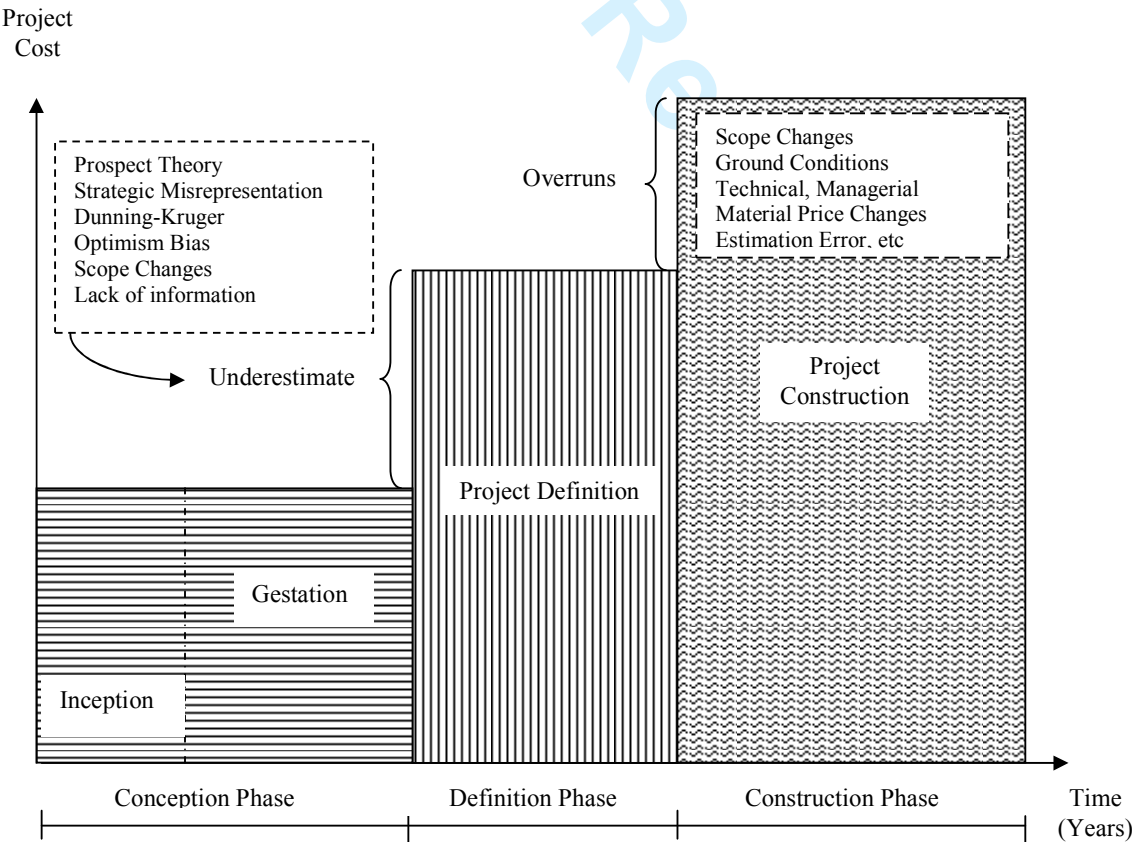 Project
Cost
Re
Prospect Theory
Strategic Misrepresentation
Dunning-Kruger
Optimism Bias
Scope Changes
Lack of information
Overruns
Scope Changes
Ground Conditions
Technical, Managerial
Material Price Changes
Estimation Error, etc
Underestimate
Project
Construction
Project Definition
Gestation
Inception
Conception Phase
Definition Phase
Construction Phase
Time
(Years)